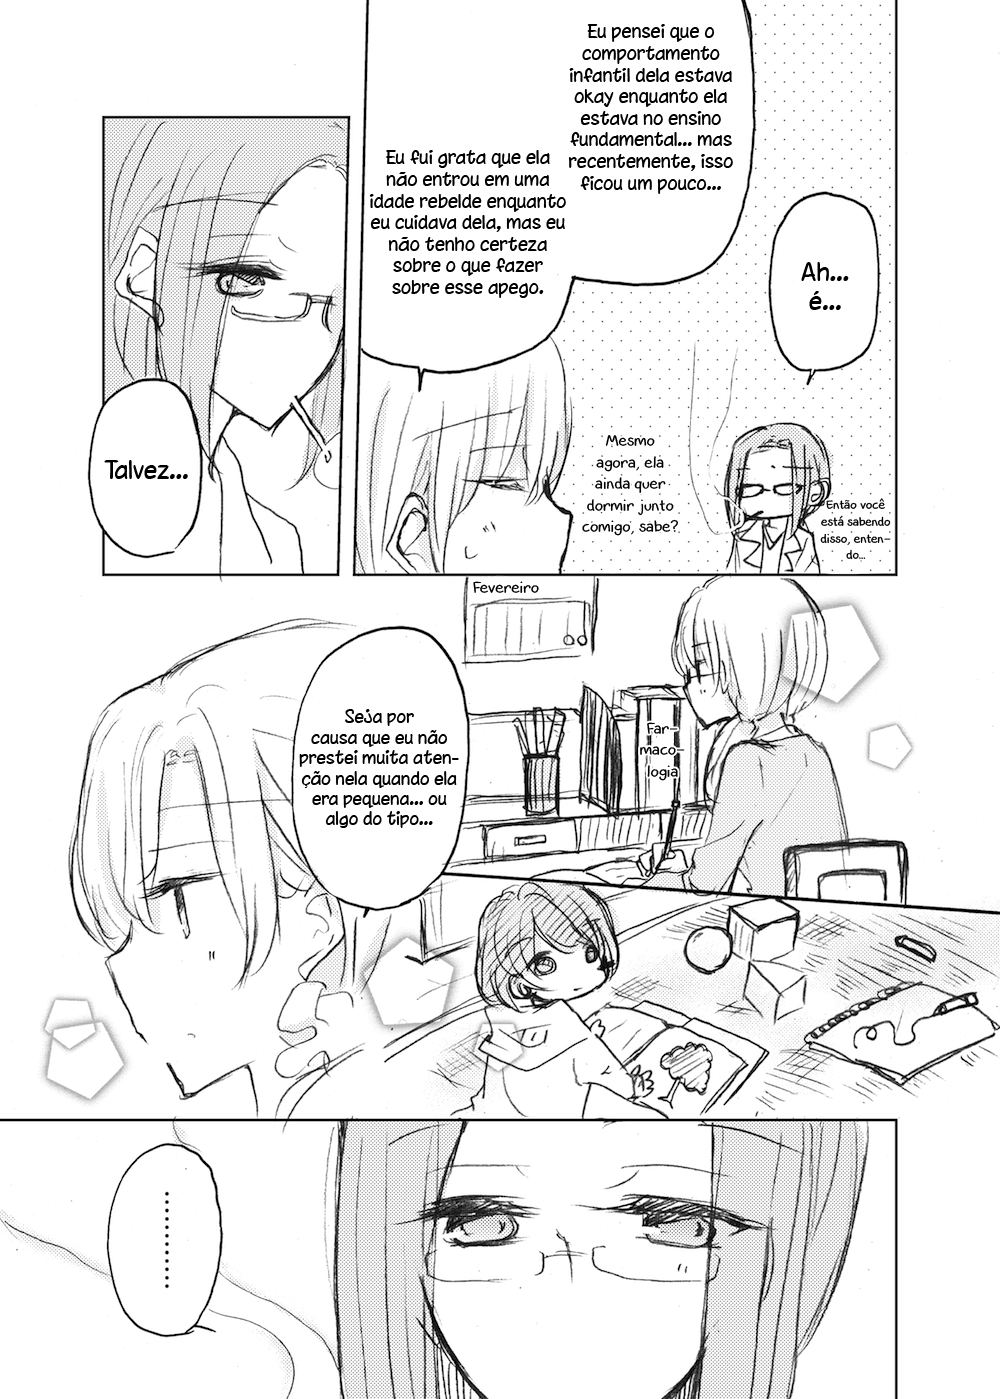 Eu pensei que o
comportamento
infantil dela estava
okay enquanto ela
estava no ensino
fundamental... mas
recentemente, isso
ficou um pouco...
Eu fui grata que ela
não entrou em uma
idade rebelde enquanto
eu cuidava dela, mas eu
não tenho certeza
sobre o que fazer
sobre esse apego.
Ah...
é...
Mesmo
agora, ela
ainda quer
dormir junto
comigo, sabe?
Então você
está sabendo
disso, enten-
do...
Talvez...
Fevereiro
Far-
maco-
logia
Seja por
causa que eu não
prestei muita aten-
ção nela quando ela
era pequena... ou
algo do tipo...
..........